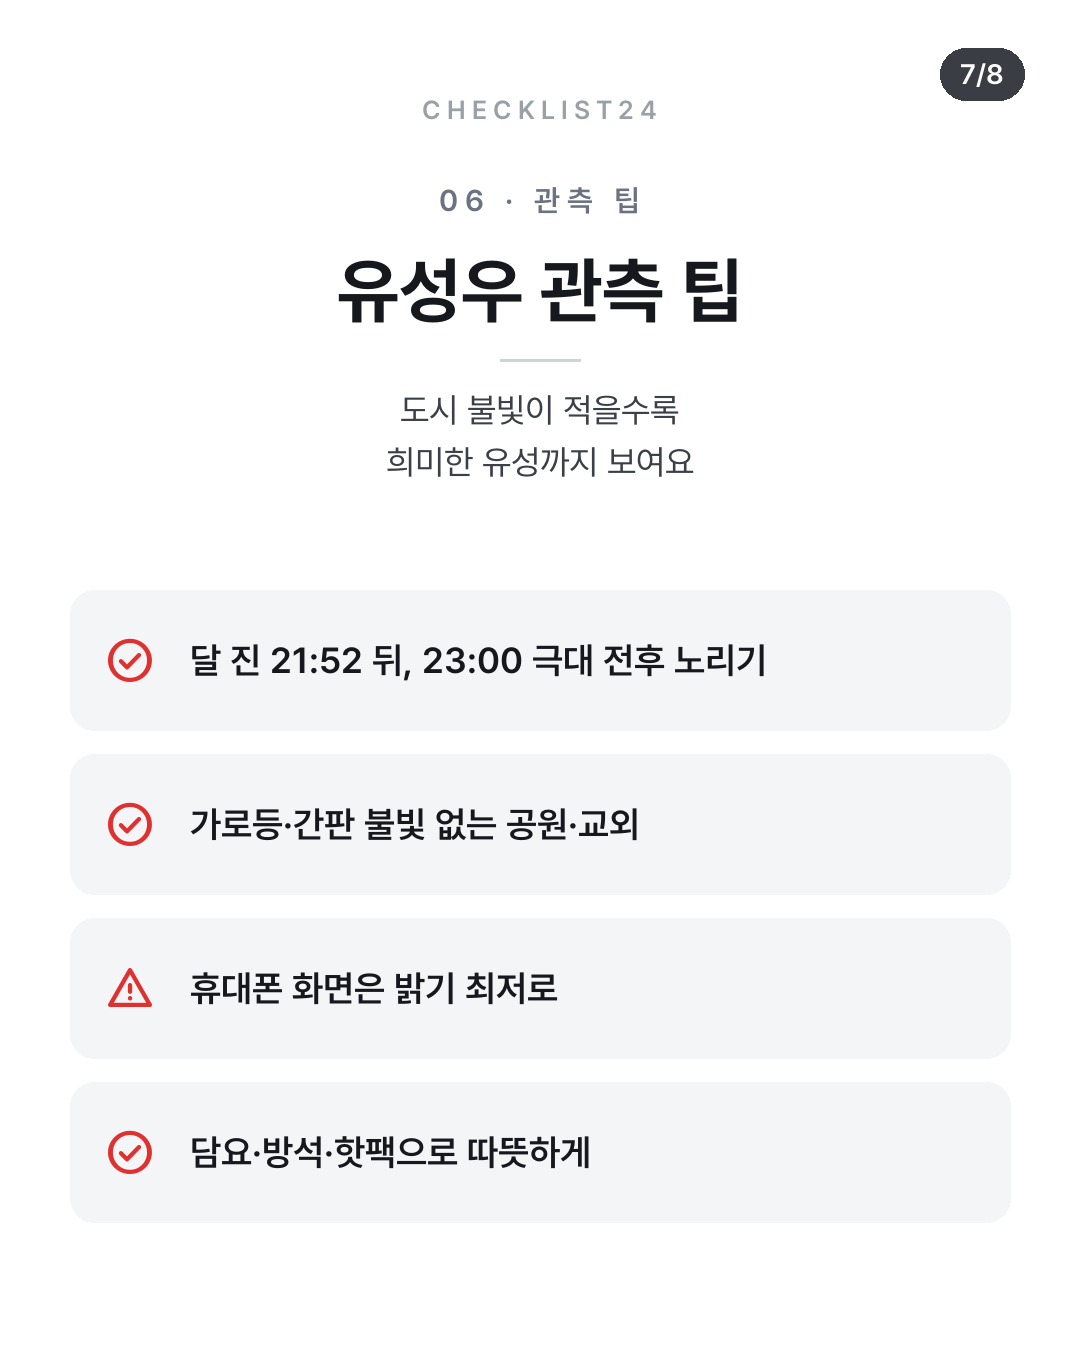 7/8
CHECKLIST24
06 · 관측 팁
유성우 관측 팁
도시 불빛이 적을수록
희미한 유성까지 보여요
달 진 21:52 뒤, 23:00 극대 전후 노리기
가로등·간판 불빛 없는 공원·교외
휴대폰 화면은 밝기 최저로
담요·방석·핫팩으로 따뜻하게